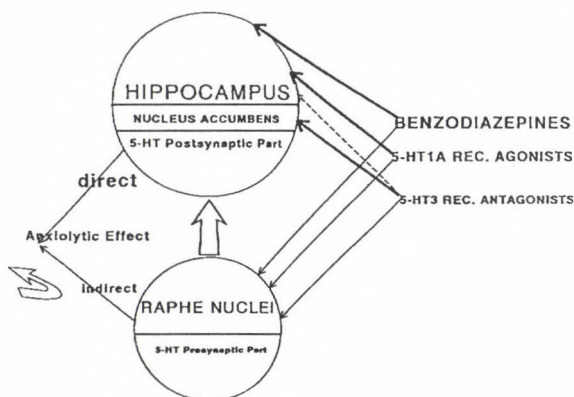 HIPPOCAMPUS
NUCLEUS ACCUMBENS
5-HT Postsynaptic Part
BENZODIAZEPINES
5-HT1A REC. AGONISTS
5-HT3 REC. ANTAGONISTS
direct
Anxiolytic Effect
indirect
RAPHE NUCLEI
5-HT Presynaptic Part